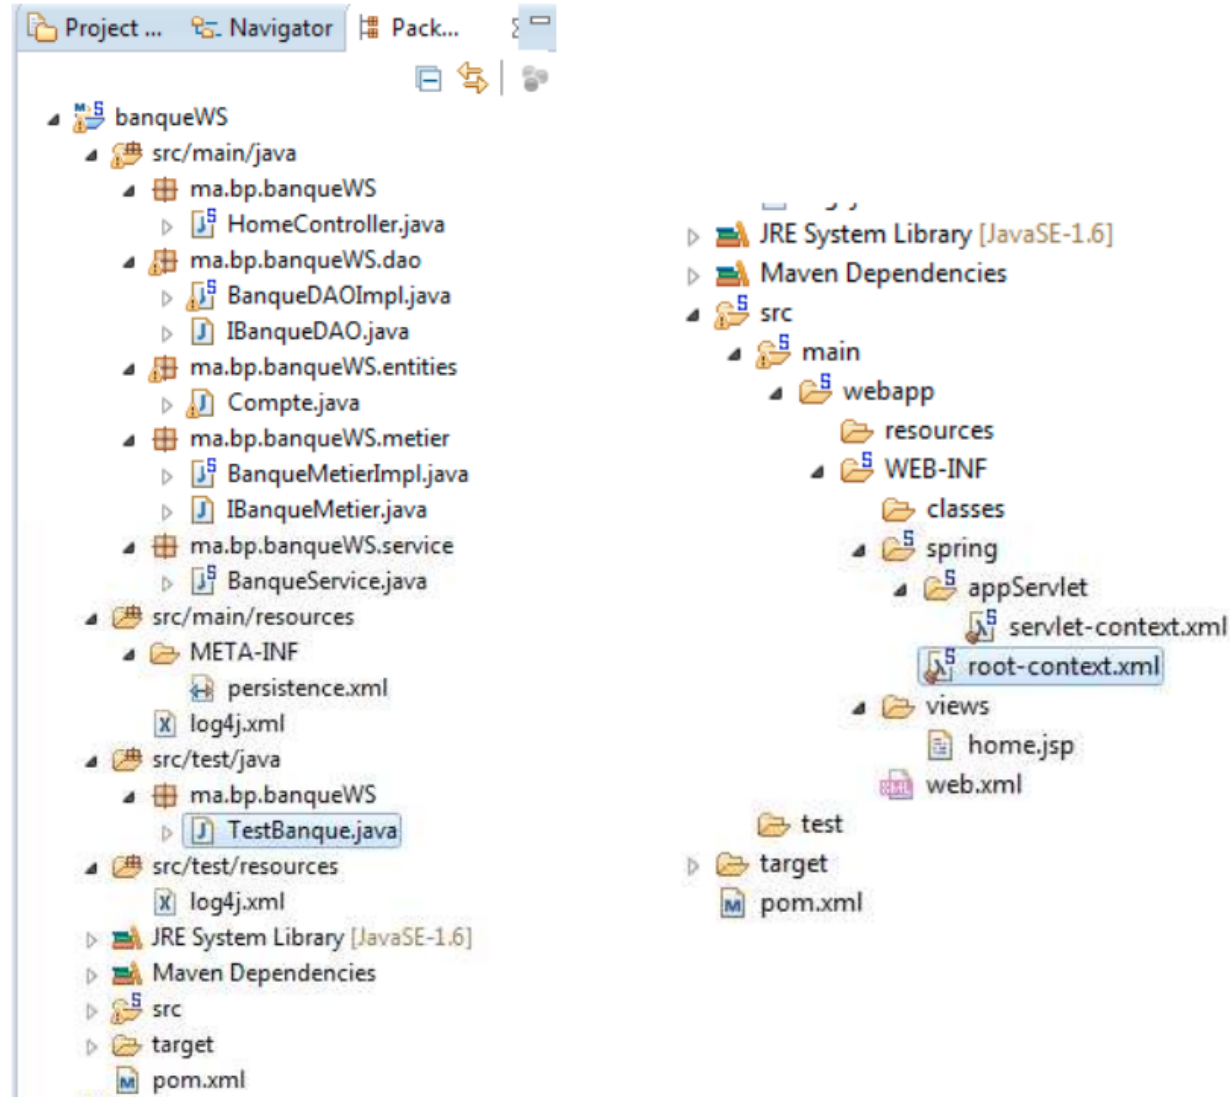 Project ... Navigator Pack...
banqueWS
src/main/java
ma.bp.banqueWS
HomeController.java
ma.bp.banqueWS.dao
BanqueDAOImpl.java
IBanqueDAO.java
ma.bp.banqueWS.entities
Compte.java
ma.bp.banqueWS.metier
BanqueMetierImpl.java
IBanqueMetier.java
ma.bp.banqueWS.service
BanqueService.java
src/main/resources
META-INF
persistence.xml
log4j.xml
src/test/java
ma.bp.banqueWS
TestBanque.java
src/test/resources
log4j.xml
JRE System Library [JavaSE-1.6]
Maven Dependencies
src
target
pom.xml
JRE System Library [JavaSE-1.6]
Maven Dependencies
src
main
webapp
resources
WEB-INF
classes
spring
appServlet
servlet-context.xml
root-context.xml
views
home.jsp
web.xml
test
target
pom.xml